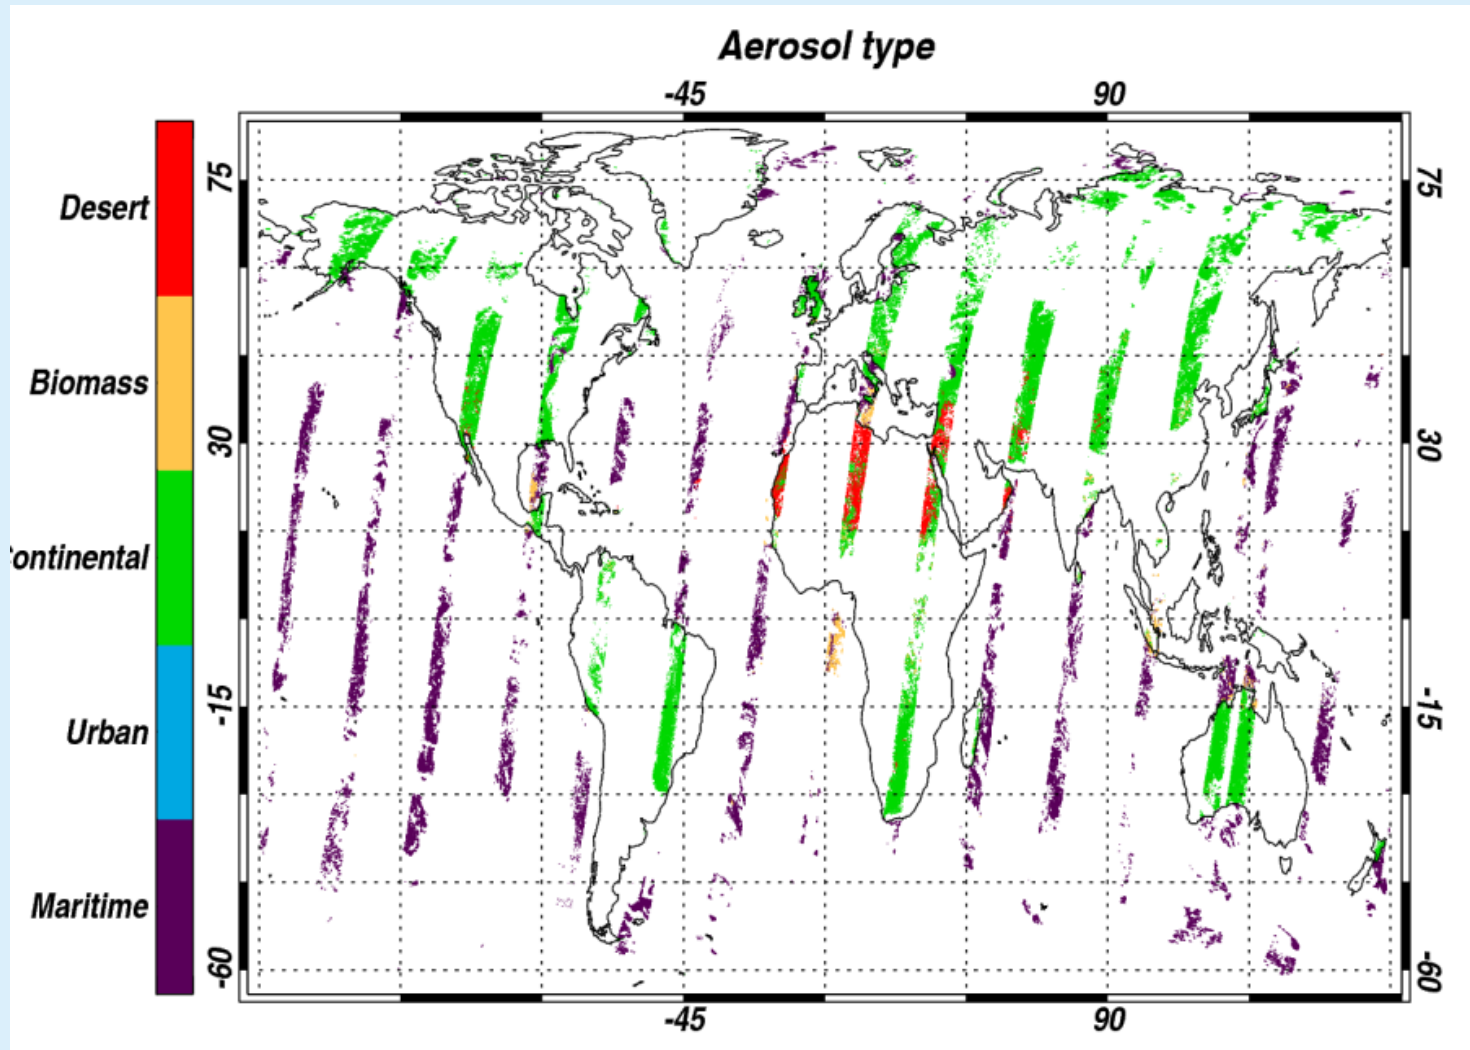 Aerosol type
-45 90
75 75
Desert
Biomass
30 30
ontinental
-15 -15
Urban
Maritime
-60 -60
-45 90